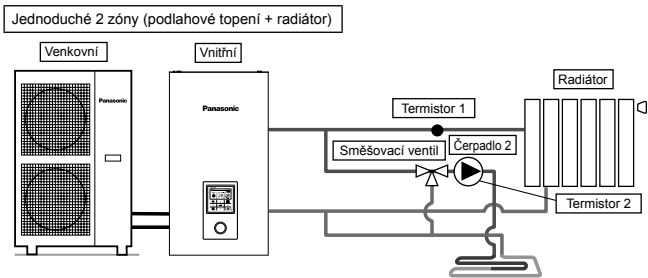 Jednoduché 2 zóny (podlahové topení + radiátor)
Venkovní
Vnitřní
Radiátor
Panasonic
Panasonic
Termistor 1
Směšovací ventil
Čerpadlo 2
Termistor 2